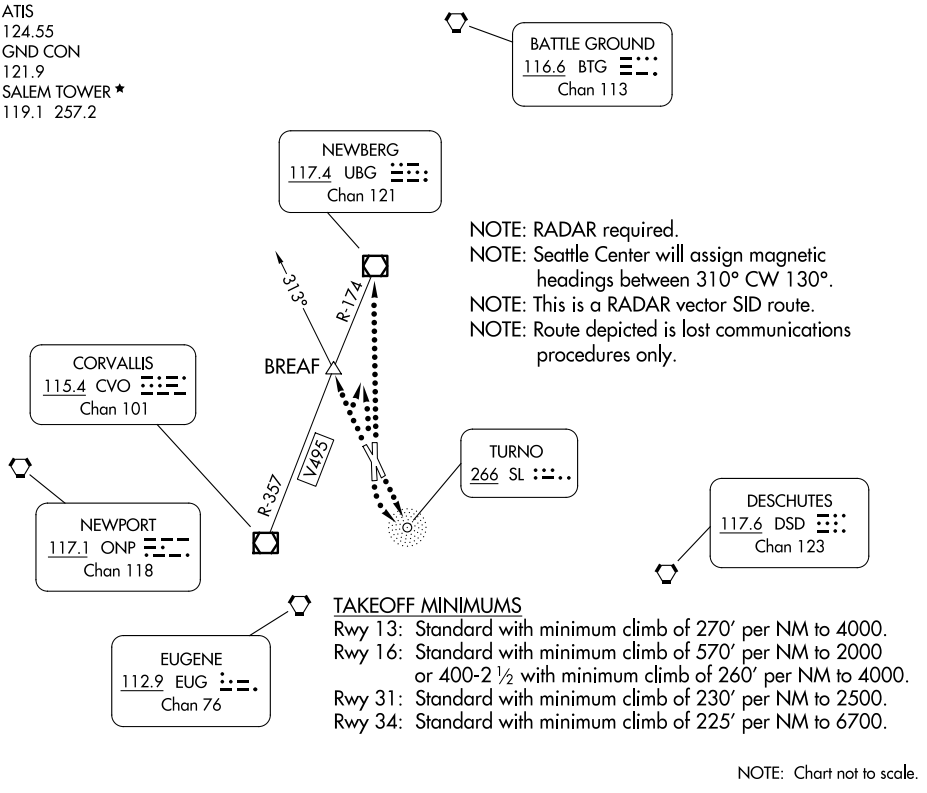 ATIS
124.55
GND CON
121.9
SALEM TOWER ★
119.1 257.2
BATTLE GROUND
116.6 BTG
Chan 113
NEWBERG
117.4 UBG
Chan 121
NOTE: RADAR required.
NOTE: Seattle Center will assign magnetic
headings between 310° CW 130°.
NOTE: This is a RADAR vector SID route.
NOTE: Route depicted is lost communications
procedures only.
313°
R-174
BREAF
CORVALLIS
115.4 CVO
Chan 101
V495
R-357
TURNO
266 SL
NEWPORT
117.1 ONP
Chan 118
DESCHUTES
117.6 DSD
Chan 123
EUGENE
112.9 EUG
Chan 76
TAKEOFF MINIMUMS
Rwy 13: Standard with minimum climb of 270' per NM to 4000.
Rwy 16: Standard with minimum climb of 570' per NM to 2000
or 400-2 ½ with minimum climb of 260' per NM to 4000.
Rwy 31: Standard with minimum climb of 230' per NM to 2500.
Rwy 34: Standard with minimum climb of 225' per NM to 6700.
NOTE: Chart not to scale.